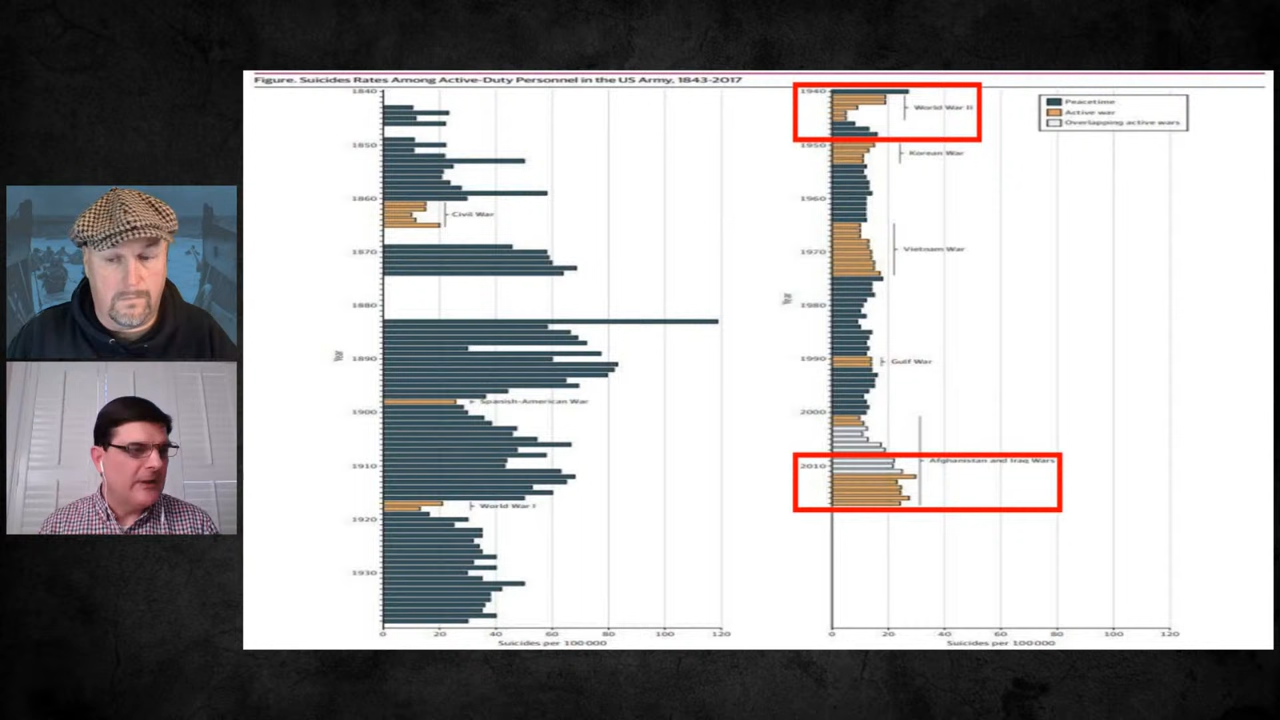 Figure. Suicides Rates Among Active-Duty Personnel in the US Army, 1843-2017
1840
1850
1860
Civil War
1870
1880
Year
1890
Spanish-American War
1900
1910
World War I
1920
1930
0 20 40 60 80 100 120
Suicides per 100 000
1940
World War II
1950
Korean War
1960
Vietnam War
1970
1980
Year
1990
Gulf War
2000
Afghanistan and Iraq Wars
2010
0 20 40 60 80 100 120
Suicides per 100 000
Peacetime
Active war
Overlapping active wars